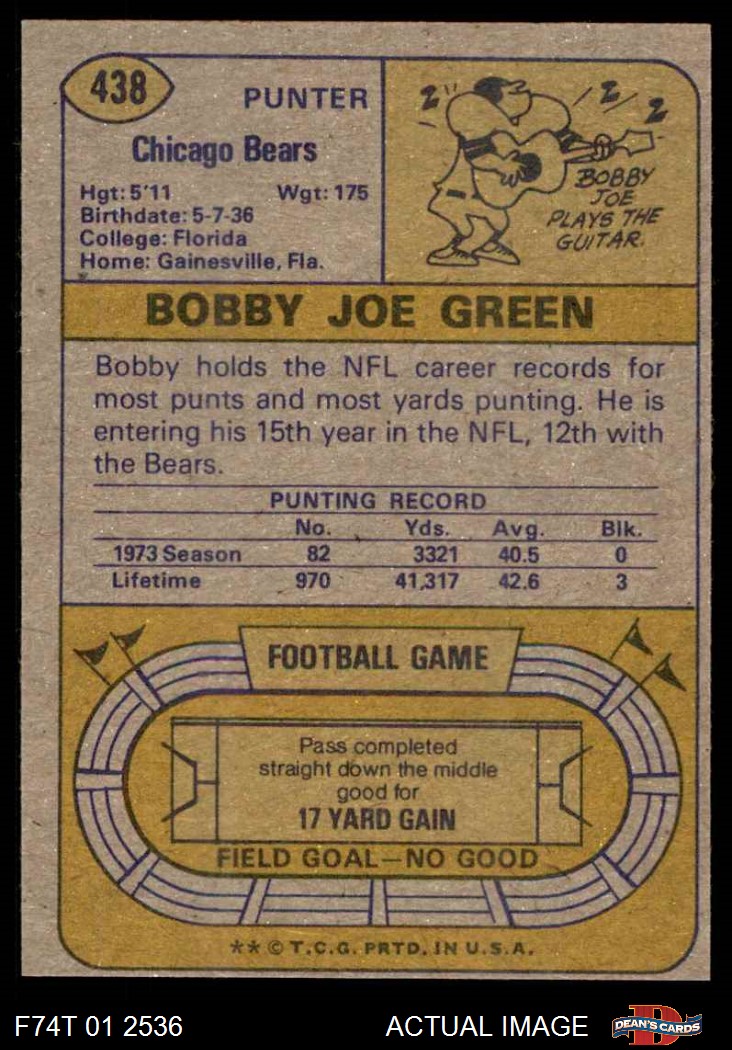 438
PUNTER
Chicago Bears
Hgt: 5'11 Wgt: 175
Birthdate: 5-7-36
College: Florida
Home: Gainesville, Fla.
BOBBY
JOE
PLAYS THE
GUITAR.
BOBBY JOE GREEN
Bobby holds the NFL career records for
most punts and most yards punting. He is
entering his 15th year in the NFL, 12th with
the Bears.
PUNTING RECORD
No. Yds. Avg. Blk.
1973 Season 82 3321 40.5 0
Lifetime 970 41,317 42.6 3
FOOTBALL GAME
Pass completed
straight down the middle
good for
17 YARD GAIN
FIELD GOAL—NO GOOD
** © T.C.G. PRTD. IN U.S.A.
F74T 01 2536 ACTUAL IMAGE
D
DEAN'S CARDS